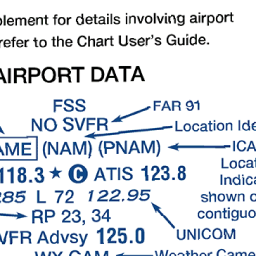 plement for details involving airport
refer to the Chart User's Guide.
AIRPORT DATA
FSS
FAR 91
NO SVFR
Location Ide
AME (NAM) (PNAM)
ICA
118.3 ★ C ATIS 123.8
Locat
Indica
285 L 72 122.95
shown o
RP 23, 34
contiguo
UNICOM
VFR Advsy 125.0
WX CAM
Weather Came